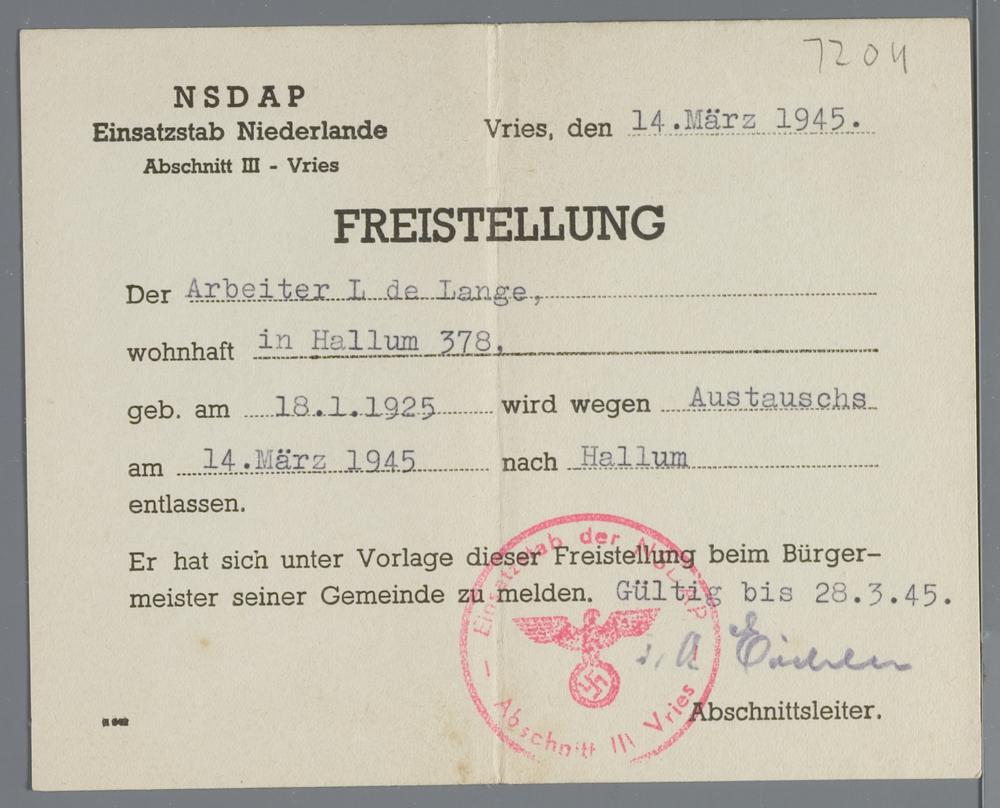 7204
NSDAP
Einsatzstab Niederlande
Abschnitt III - Vries
Vries, den 14.März 1945.
FREISTELLUNG
Der Arbeiter L de Lange,
wohnhaft in Hallum 378.
geb. am 18.1.1925 wird wegen Austauschs
am 14.März 1945 nach Hallum
entlassen.
Er hat sich unter Vorlage dieser Freistellung beim Bürger-
meister seiner Gemeinde zu melden. Gültig bis 28.3.45.
Einsatzstab der NSDAP
Abschnitt III Vries
i. A
Abschnittsleiter.